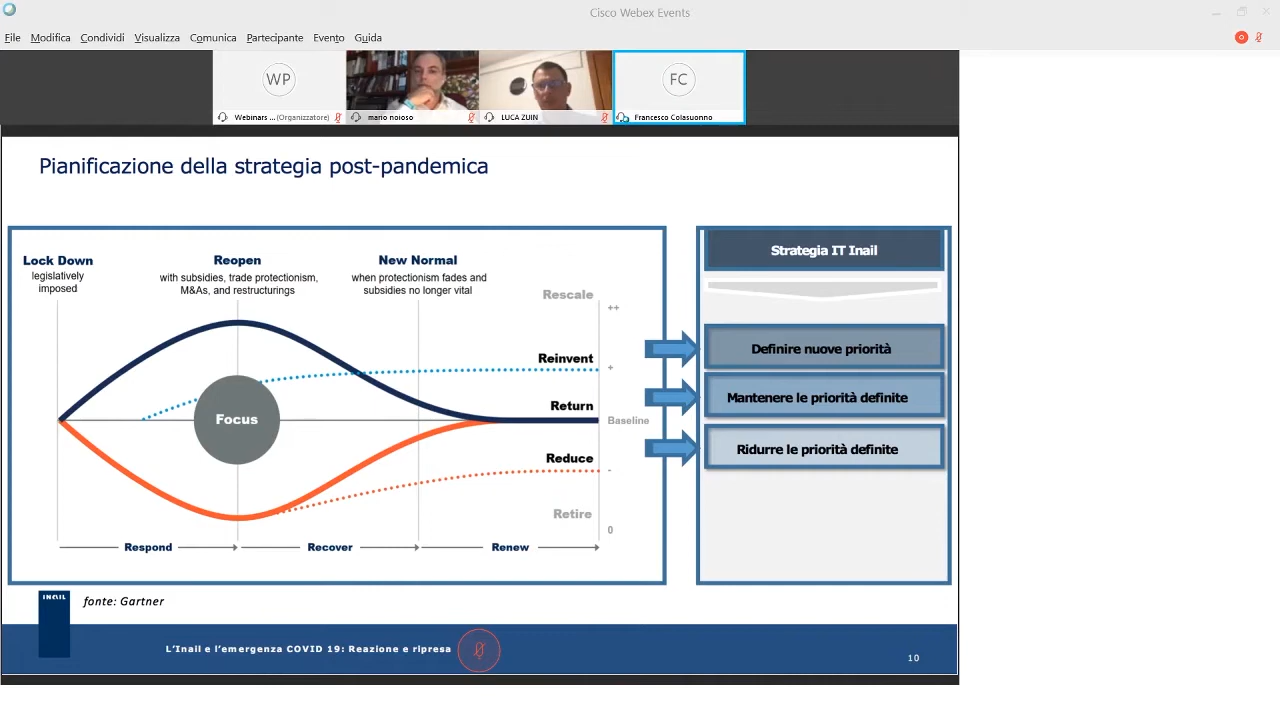 Cisco Webex Events
File Modifica Condividi Visualizza Comunica Partecipante Evento Guida
WP
FC
Webinars ... (Organizzatore)
mario noioso
LUCA ZUIN
Francesco Colasuonno
Pianificazione della strategia post-pandemica
Lock Down
legislatively
imposed
Reopen
with subsidies, trade protectionism,
M&As, and restructurings
New Normal
when protectionism fades and
subsidies no longer vital
Rescale
++
Reinvent
+
Return
Baseline
Focus
Reduce
-
Retire
0
Respond
Recover
Renew
Strategia IT Inail
Definire nuove priorità
Mantenere le priorità definite
Ridurre le priorità definite
INAIL
fonte: Gartner
L'Inail e l'emergenza COVID 19: Reazione e ripresa
10